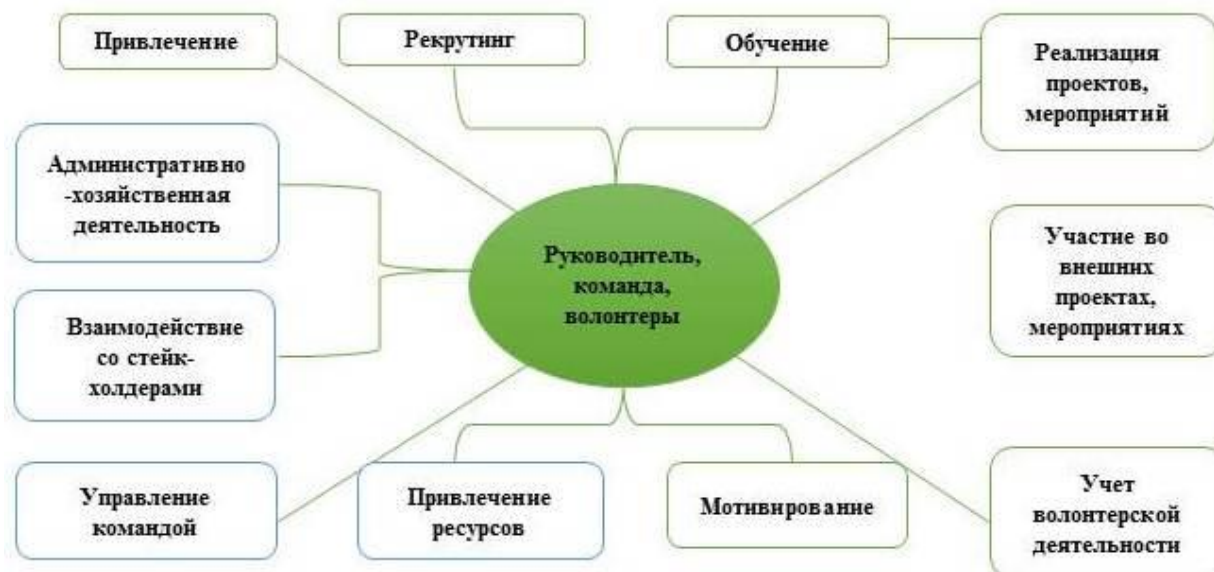 Привлечение
Рекрутинг
Обучение
Реализация
проектов,
мероприятий
Административно
-хозяйственная
деятельность
Руководитель,
команда,
волонтеры
Участие во
внешних
проектах,
мероприятиях
Взаимодействие
со стейк-
холдерами
Управление
командой
Привлечение
ресурсов
Мотивирование
Учет
волонтерской
деятельности